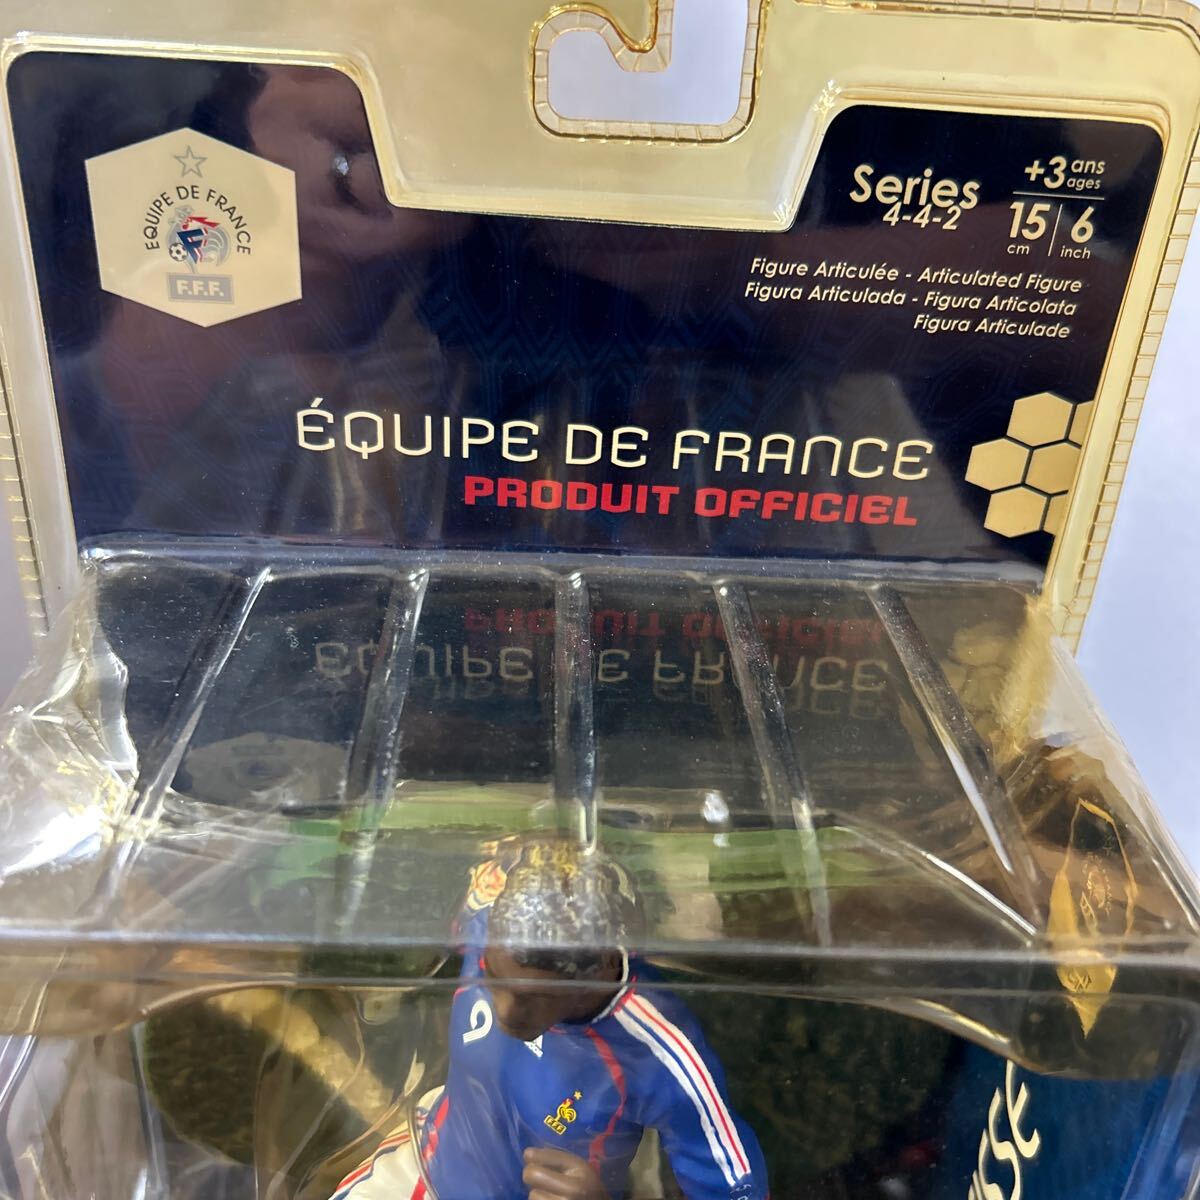 EQUIPE DE FRANCE
F.F.F.
Series
4-4-2
+3 ans
ages
15 cm
6 inch
Figure Articulée - Articulated Figure
Figura Articulada - Figura Articolata
Figura Articulade
ÉQUIPE DE FRANCE
PRODUIT OFFICIEL
F.F.F.